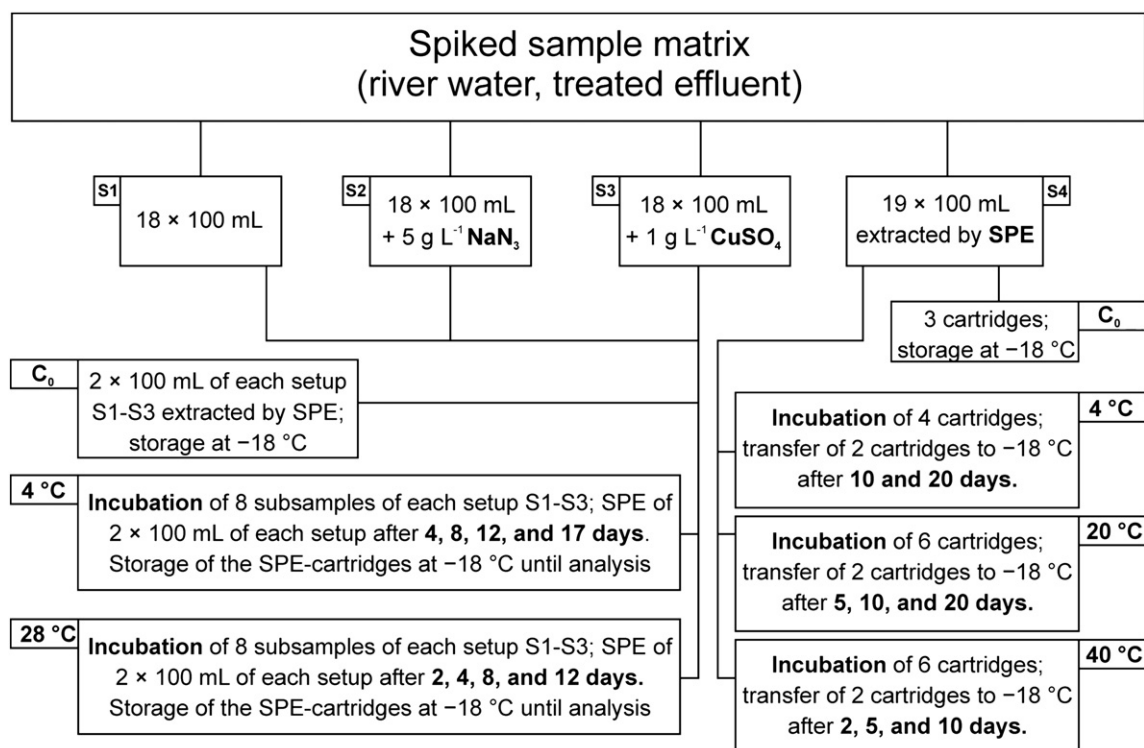 Spiked sample matrix
(river water, treated effluent)
S1
18 × 100 mL
S2
18 × 100 mL
+ 5 g L⁻¹ NaN₃
S3
18 × 100 mL
+ 1 g L⁻¹ CuSO₄
S4
19 × 100 mL
extracted by SPE
C₀
3 cartridges;
storage at −18 °C
C₀
2 × 100 mL of each setup
S1-S3 extracted by SPE;
storage at −18 °C
4 °C
Incubation of 8 subsamples of each setup S1-S3; SPE of
2 × 100 mL of each setup after 4, 8, 12, and 17 days.
Storage of the SPE-cartridges at −18 °C until analysis
28 °C
Incubation of 8 subsamples of each setup S1-S3; SPE of
2 × 100 mL of each setup after 2, 4, 8, and 12 days.
Storage of the SPE-cartridges at −18 °C until analysis
4 °C
Incubation of 4 cartridges;
transfer of 2 cartridges to −18 °C
after 10 and 20 days.
20 °C
Incubation of 6 cartridges;
transfer of 2 cartridges to −18 °C
after 5, 10, and 20 days.
40 °C
Incubation of 6 cartridges;
transfer of 2 cartridges to −18 °C
after 2, 5, and 10 days.